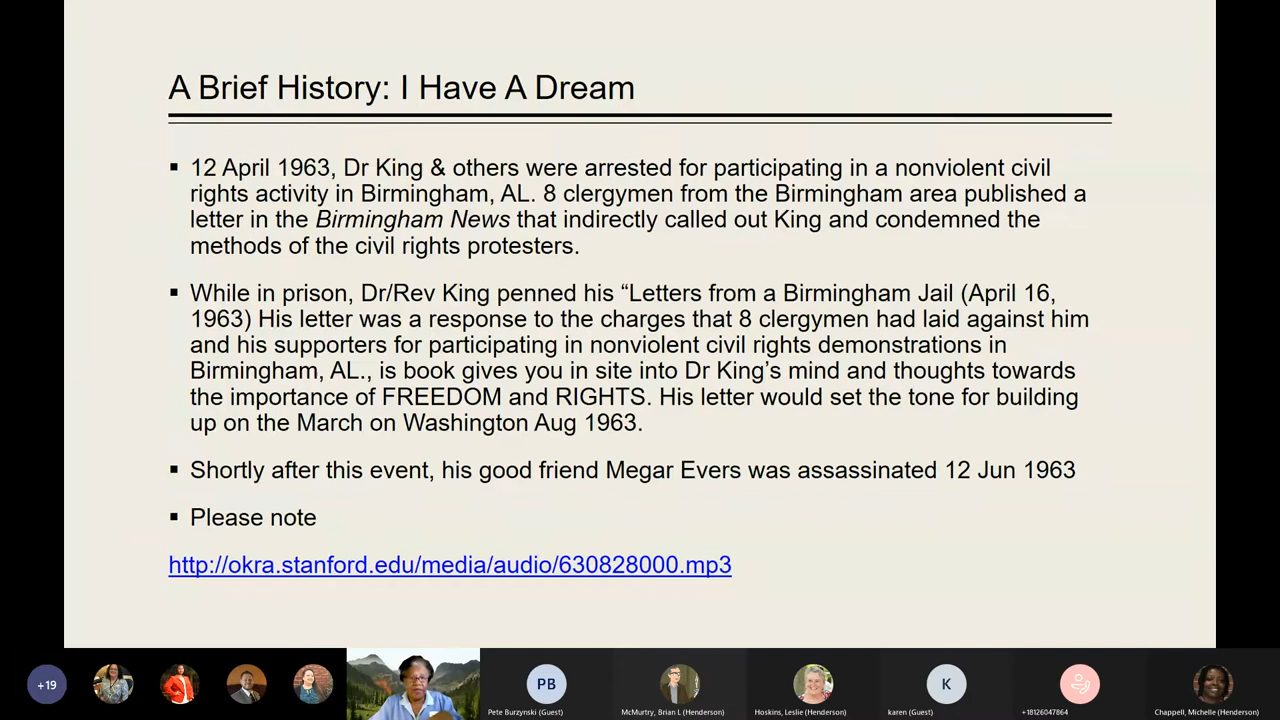 A Brief History: I Have A Dream
▪ 12 April 1963, Dr King & others were arrested for participating in a nonviolent civil
rights activity in Birmingham, AL. 8 clergymen from the Birmingham area published a
letter in the Birmingham News that indirectly called out King and condemned the
methods of the civil rights protesters.
▪ While in prison, Dr/Rev King penned his “Letters from a Birmingham Jail (April 16,
1963) His letter was a response to the charges that 8 clergymen had laid against him
and his supporters for participating in nonviolent civil rights demonstrations in
Birmingham, AL., is book gives you in site into Dr King’s mind and thoughts towards
the importance of FREEDOM and RIGHTS. His letter would set the tone for building
up on the March on Washington Aug 1963.
▪ Shortly after this event, his good friend Megar Evers was assassinated 12 Jun 1963
▪ Please note
http://okra.stanford.edu/media/audio/630828000.mp3
+19
PB
K
Pete Burzynski (Guest)
McMurtry, Brian L (Henderson)
Hoskins, Leslie (Henderson)
karen (Guest)
+18126047864
Chappell, Michelle (Henderson)